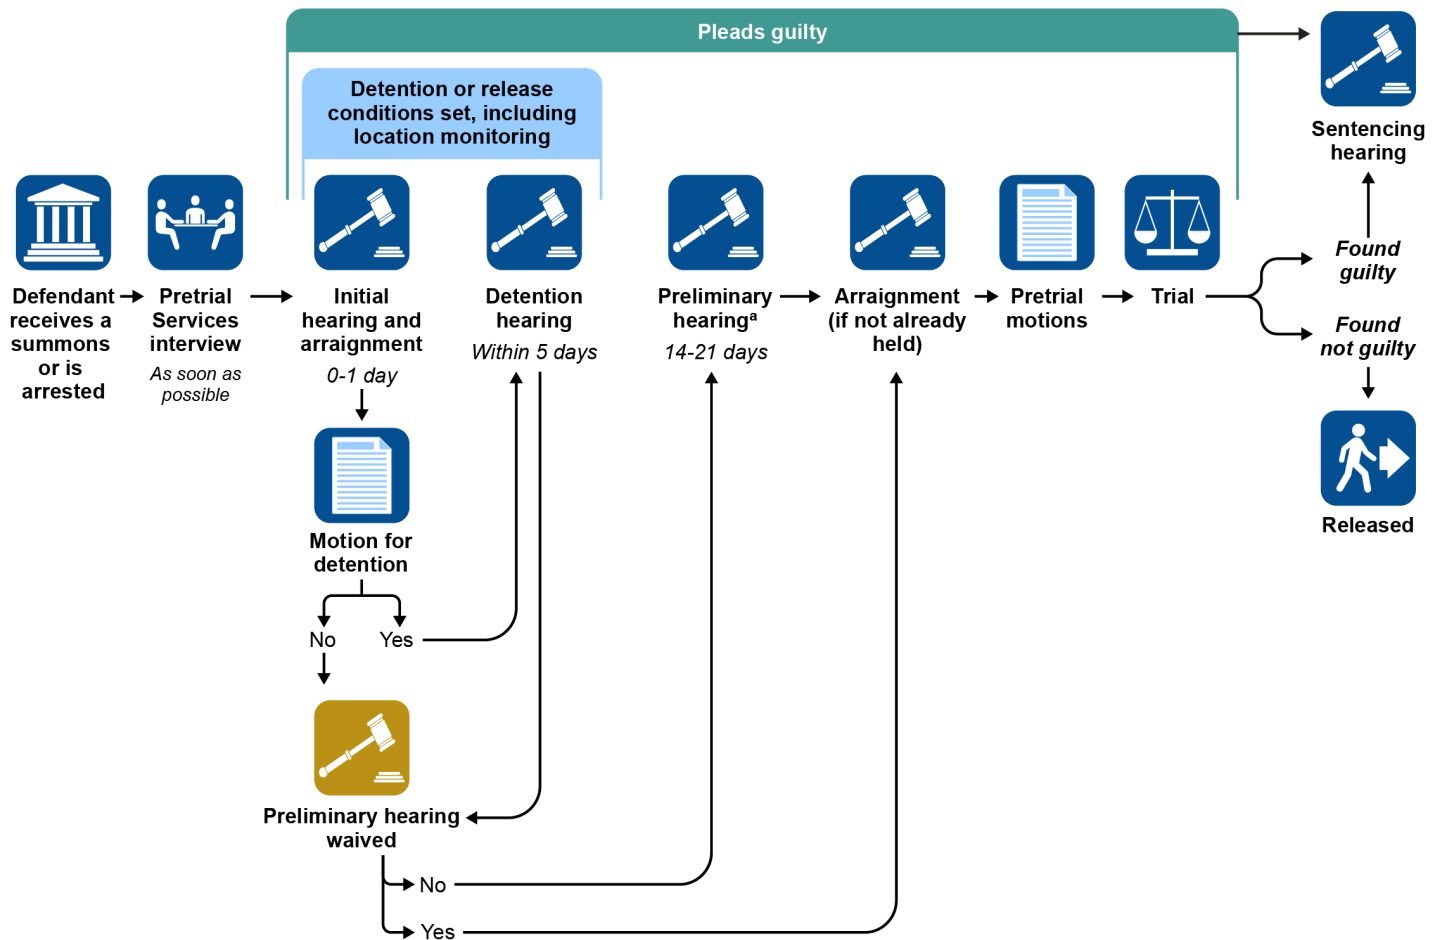 Pleads guilty
Detention or release
conditions set, including
location monitoring
Sentencing
hearing
Defendant
receives a
summons
or is
arrested
Pretrial
Services
interview
As soon as
possible
Initial
hearing and
arraignment
0-1 day
Detention
hearing
Within 5 days
Preliminary
hearingª
14-21 days
Arraignment
(if not already
held)
Pretrial
motions
Trial
Found
guilty
Found
not guilty
Released
Motion for
detention
No
Yes
Preliminary hearing
waived
No
Yes